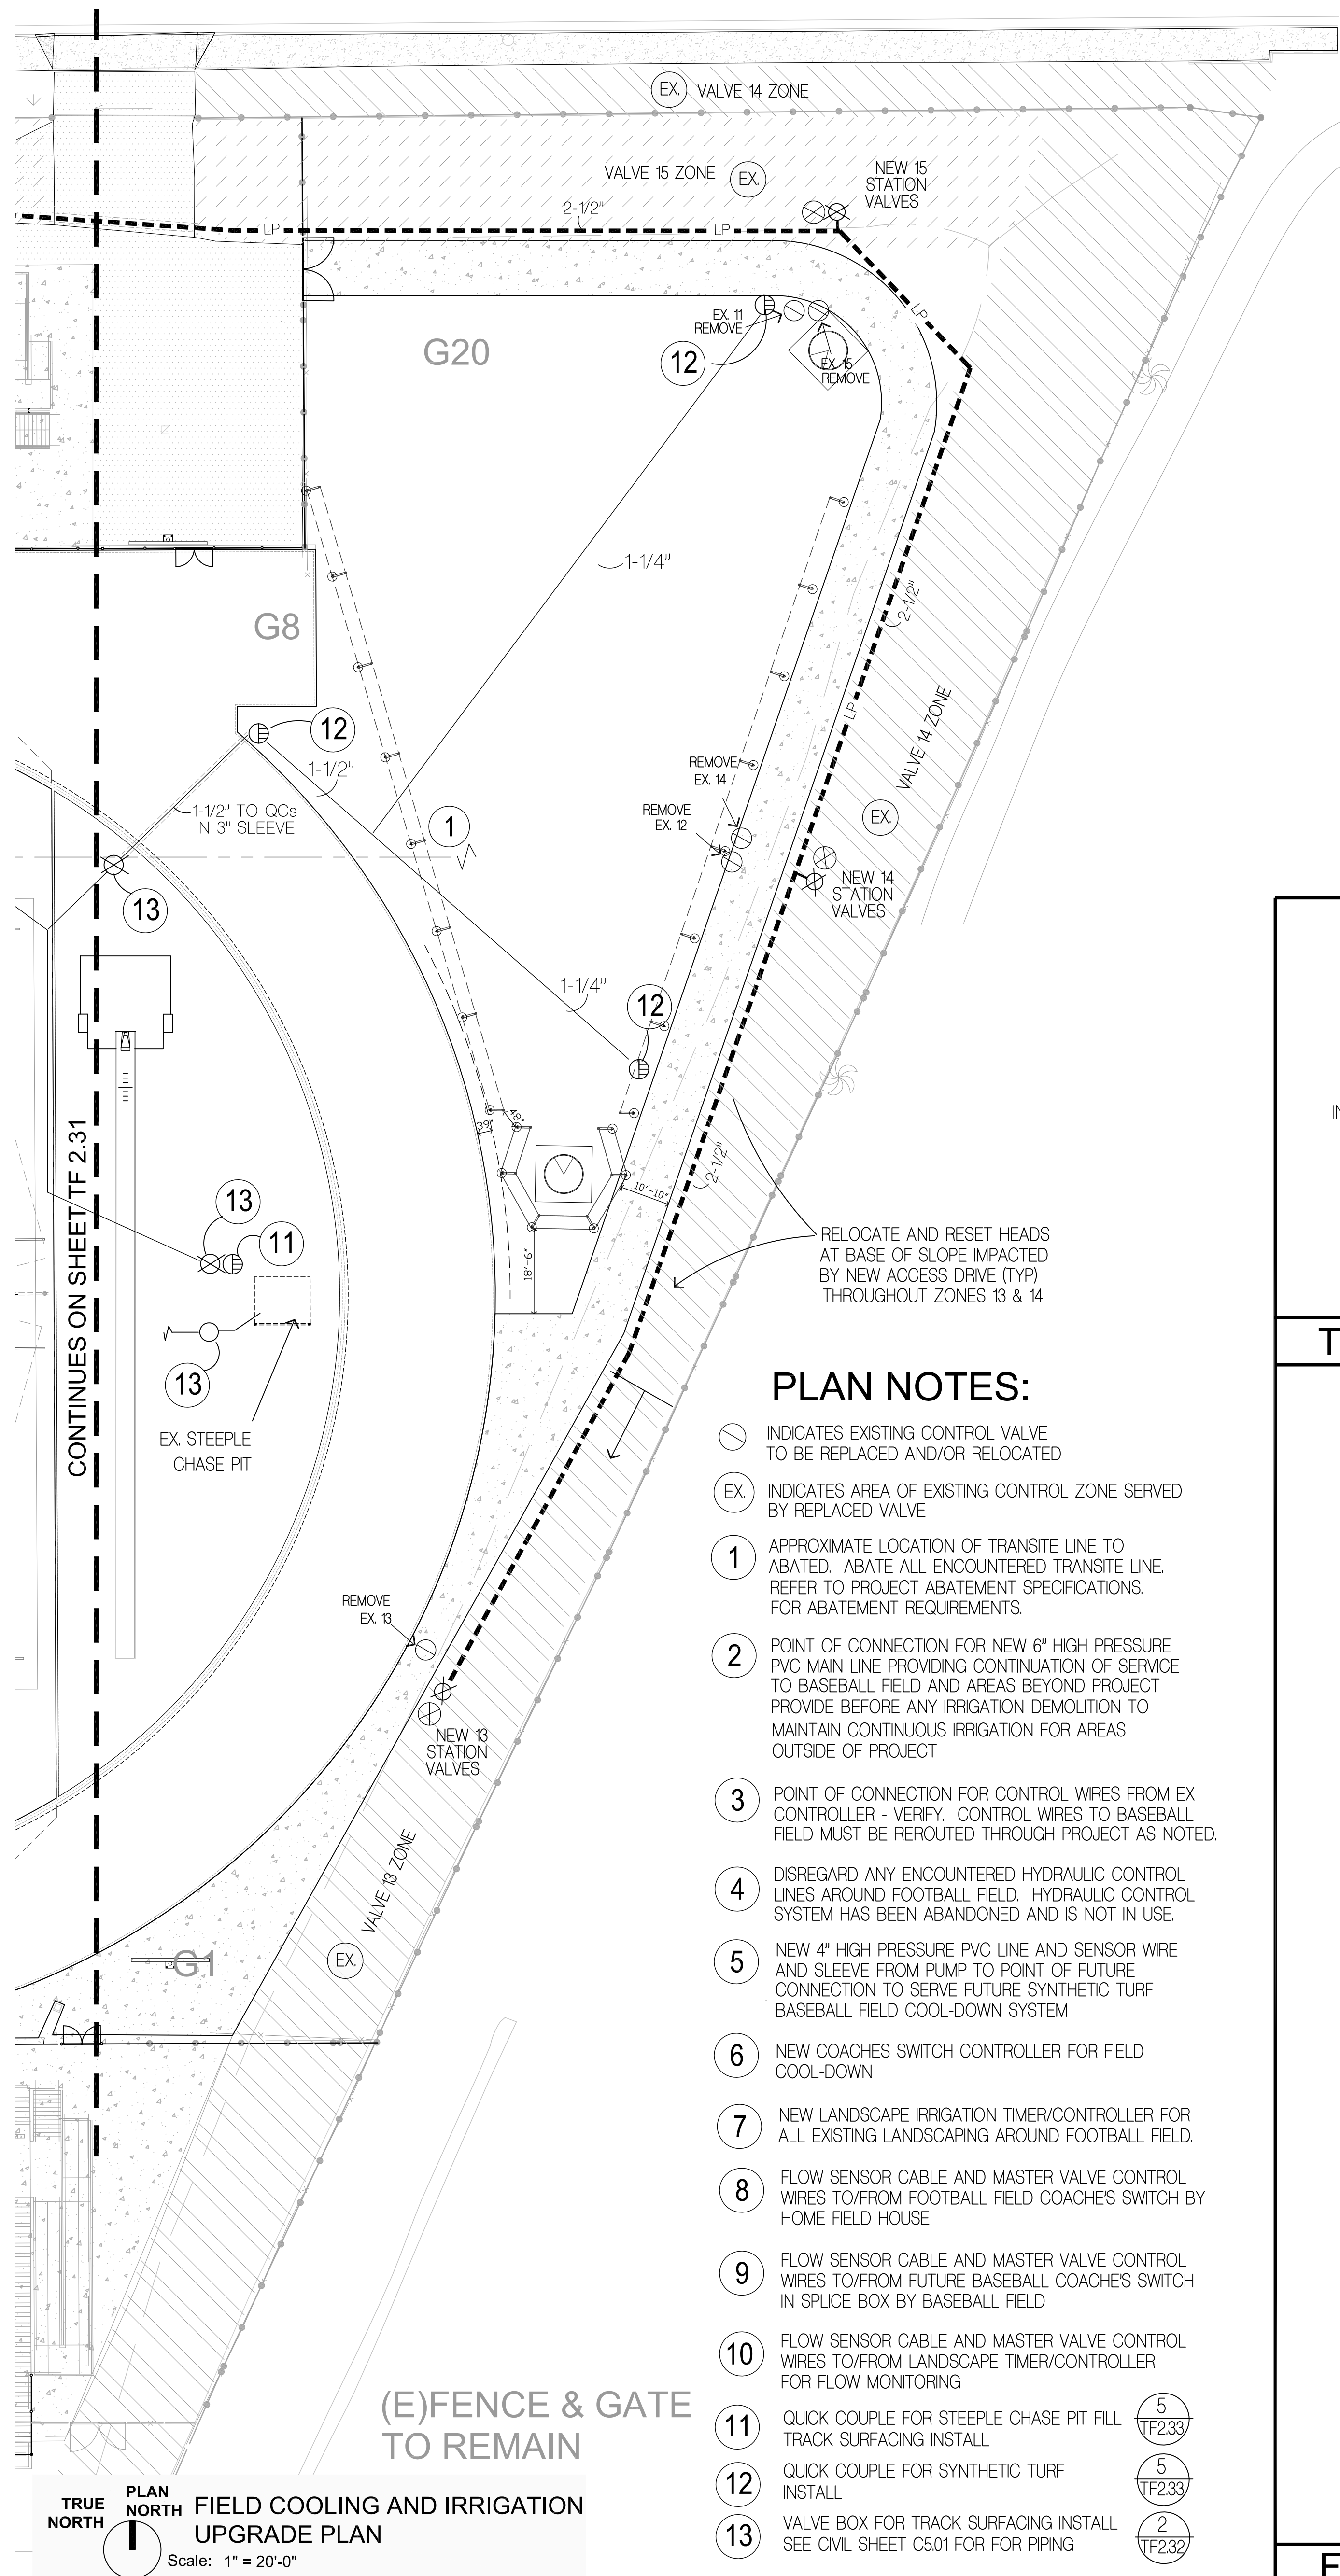 EX. VALVE 14 ZONE
VALVE 15 ZONE EX.
NEW 15
STATION
VALVES
2-1/2"
LP
LP
LP
EX. 11
REMOVE
12
EX. 15
REMOVE
G20
1-1/4"
2-1/2"
G8
LP
VALVE 14 ZONE
EX.
12
1-1/2"
1-1/2" TO QCs
IN 3" SLEEVE
REMOVE
EX. 14
REMOVE
EX. 12
1
13
NEW 14
STATION
VALVES
1-1/4"
12
48"
39"
2-1/2"
10'-10"
18'-6"
CONTINUES ON SHEET TF 2.31
13
11
13
EX. STEEPLE
CHASE PIT
RELOCATE AND RESET HEADS
AT BASE OF SLOPE IMPACTED
BY NEW ACCESS DRIVE (TYP)
THROUGHOUT ZONES 13 & 14
REMOVE
EX. 13
NEW 13
STATION
VALVES
VALVE 13 ZONE
EX.
G1
PLAN NOTES:
INDICATES EXISTING CONTROL VALVE
TO BE REPLACED AND/OR RELOCATED
EX. INDICATES AREA OF EXISTING CONTROL ZONE SERVED
BY REPLACED VALVE
1 APPROXIMATE LOCATION OF TRANSITE LINE TO
ABATED. ABATE ALL ENCOUNTERED TRANSITE LINE.
REFER TO PROJECT ABATEMENT SPECIFICATIONS.
FOR ABATEMENT REQUIREMENTS.
2 POINT OF CONNECTION FOR NEW 6" HIGH PRESSURE
PVC MAIN LINE PROVIDING CONTINUATION OF SERVICE
TO BASEBALL FIELD AND AREAS BEYOND PROJECT
PROVIDE BEFORE ANY IRRIGATION DEMOLITION TO
MAINTAIN CONTINUOUS IRRIGATION FOR AREAS
OUTSIDE OF PROJECT
3 POINT OF CONNECTION FOR CONTROL WIRES FROM EX
CONTROLLER - VERIFY. CONTROL WIRES TO BASEBALL
FIELD MUST BE REROUTED THROUGH PROJECT AS NOTED.
4 DISREGARD ANY ENCOUNTERED HYDRAULIC CONTROL
LINES AROUND FOOTBALL FIELD. HYDRAULIC CONTROL
SYSTEM HAS BEEN ABANDONED AND IS NOT IN USE.
5 NEW 4" HIGH PRESSURE PVC LINE AND SENSOR WIRE
AND SLEEVE FROM PUMP TO POINT OF FUTURE
CONNECTION TO SERVE FUTURE SYNTHETIC TURF
BASEBALL FIELD COOL-DOWN SYSTEM
6 NEW COACHES SWITCH CONTROLLER FOR FIELD
COOL-DOWN
7 NEW LANDSCAPE IRRIGATION TIMER/CONTROLLER FOR
ALL EXISTING LANDSCAPING AROUND FOOTBALL FIELD.
8 FLOW SENSOR CABLE AND MASTER VALVE CONTROL
WIRES TO/FROM FOOTBALL FIELD COACHE'S SWITCH BY
HOME FIELD HOUSE
9 FLOW SENSOR CABLE AND MASTER VALVE CONTROL
WIRES TO/FROM FUTURE BASEBALL COACHE'S SWITCH
IN SPLICE BOX BY BASEBALL FIELD
10 FLOW SENSOR CABLE AND MASTER VALVE CONTROL
WIRES TO/FROM LANDSCAPE TIMER/CONTROLLER
FOR FLOW MONITORING
11 QUICK COUPLE FOR STEEPLE CHASE PIT FILL
TRACK SURFACING INSTALL
5
TF2.33
12 QUICK COUPLE FOR SYNTHETIC TURF
INSTALL
5
TF2.33
13 VALVE BOX FOR TRACK SURFACING INSTALL
SEE CIVIL SHEET C5.01 FOR FOR PIPING
2
TF2.32
(E)FENCE & GATE
TO REMAIN
TRUE
NORTH
PLAN
NORTH
FIELD COOLING AND IRRIGATION
UPGRADE PLAN
Scale: 1" = 20'-0"